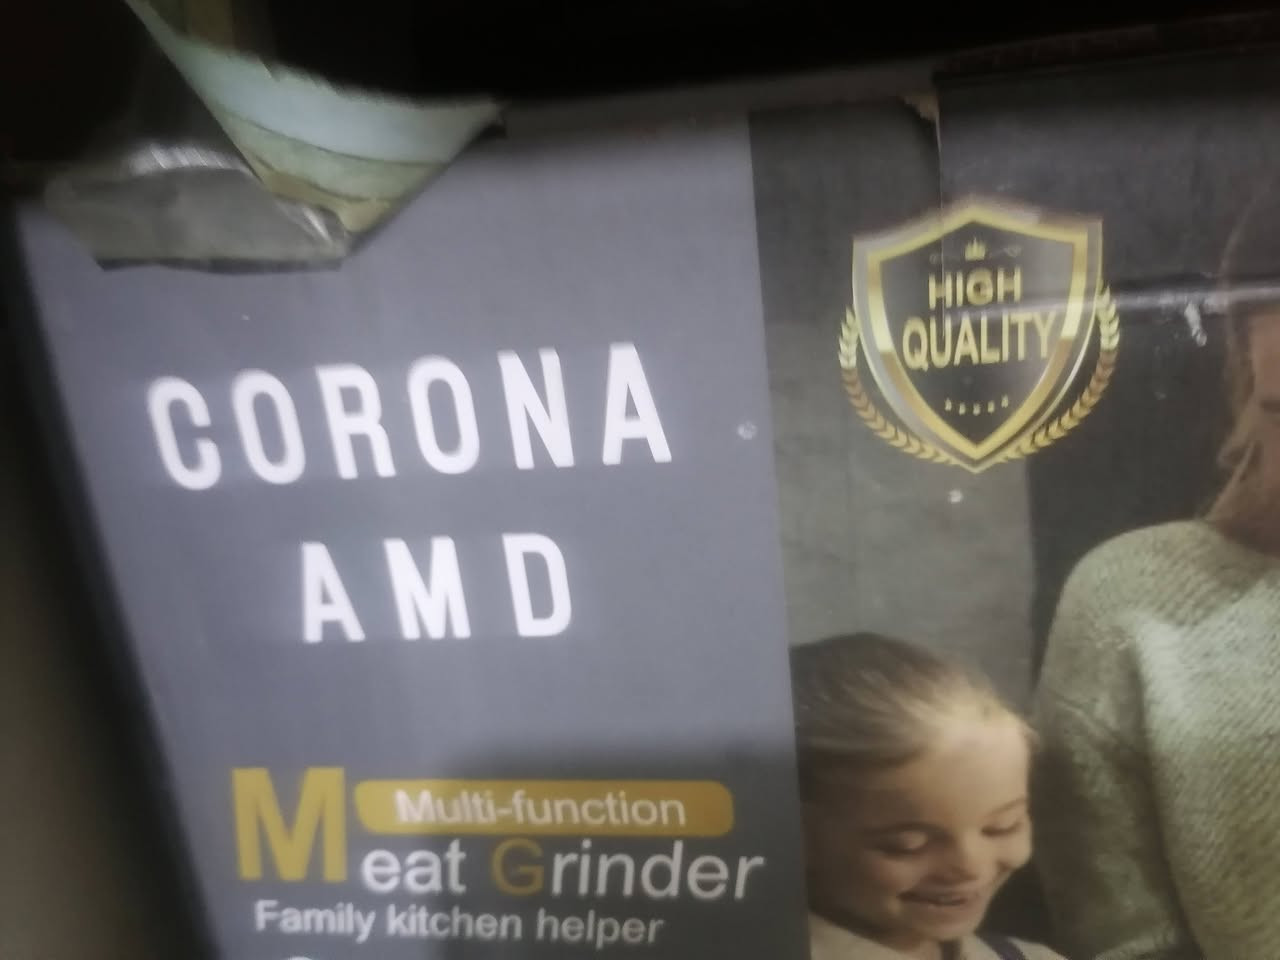 CORONA
AMD
HIGH
QUALITY
Multi-function
Meat Grinder
Family kitchen helper